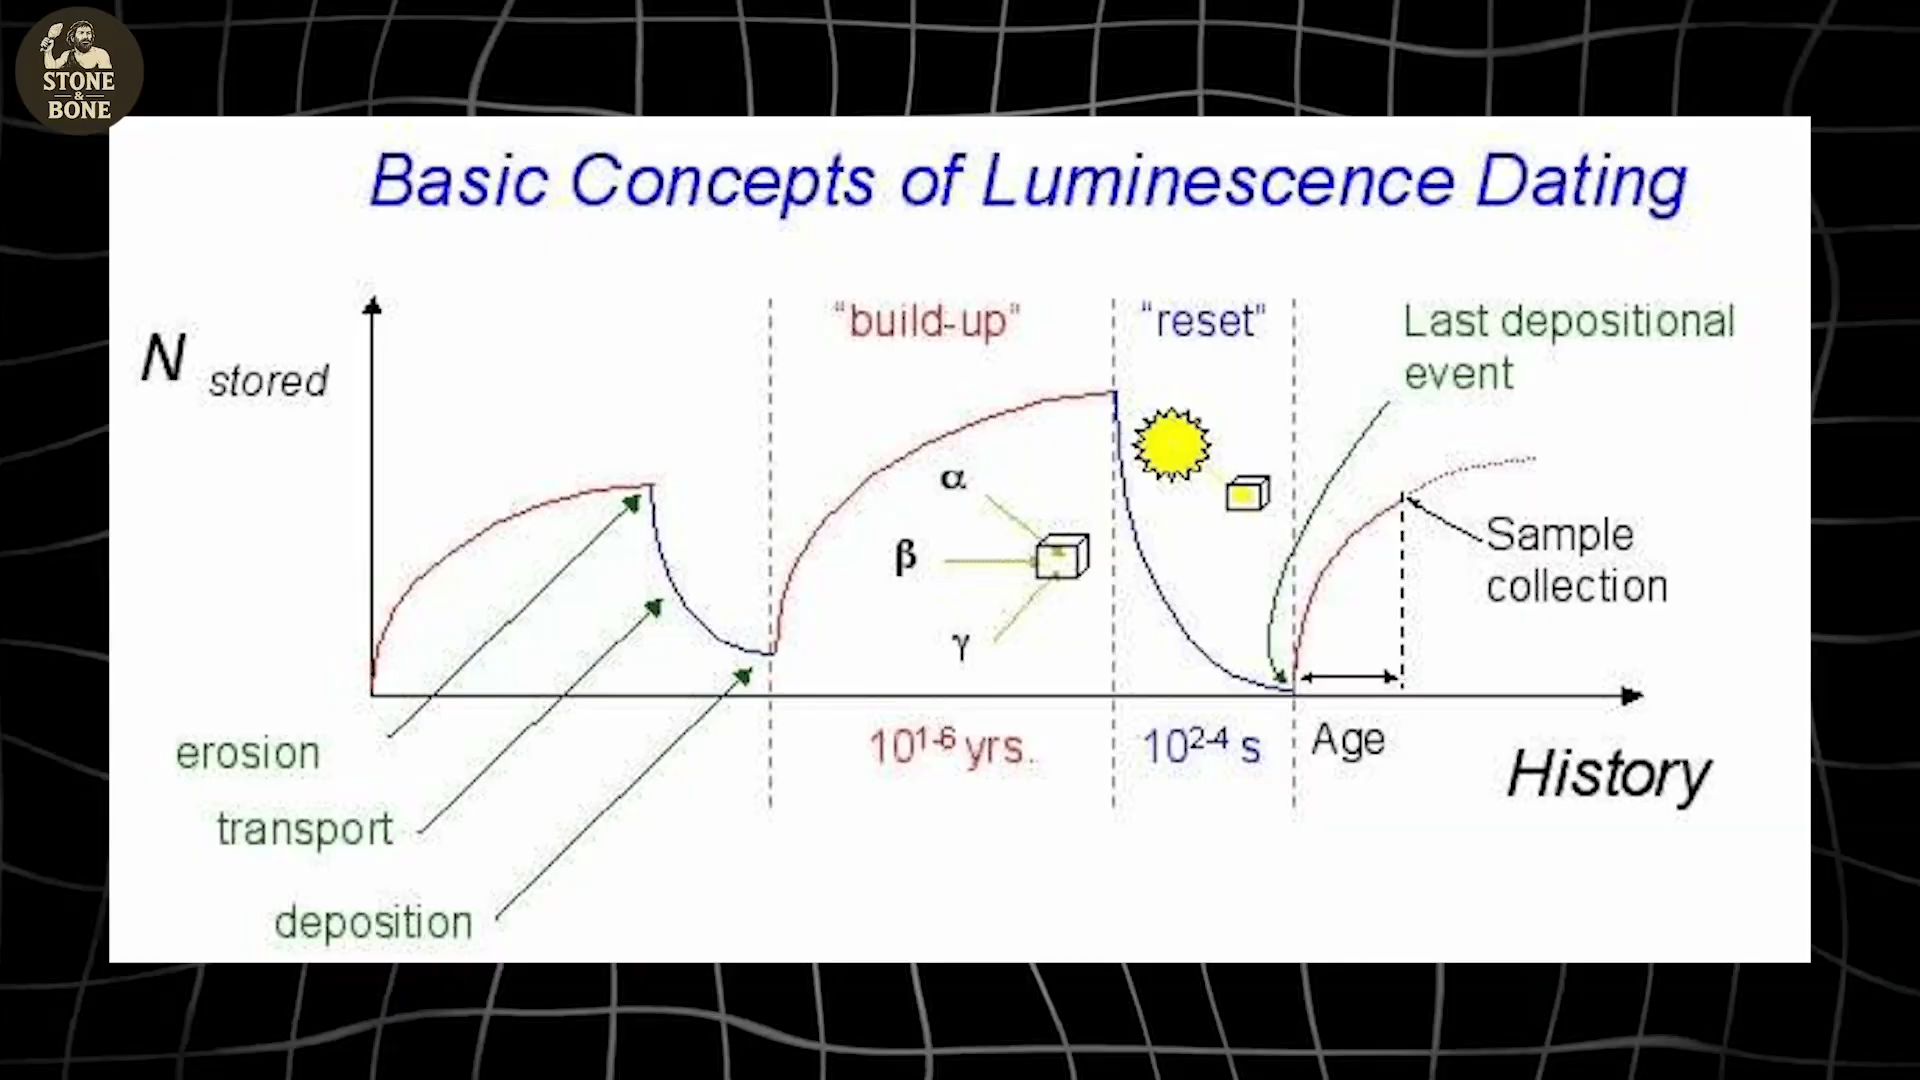 STONE
&
BONE
Basic Concepts of Luminescence Dating
N stored
"build-up"
"reset"
Last depositional
event
α
β
γ
Sample
collection
erosion
transport
deposition
10¹⁻⁶ yrs.
10²⁻⁴ s
Age
History